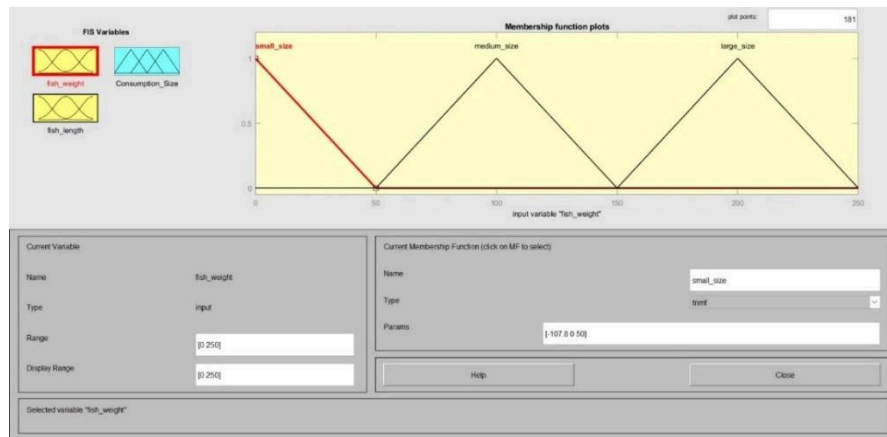 FIS Variables
Membership function plots
plot points:
181
fish_weight
Consumption_Size
fish_length
small_size
medium_size
large_size
1
0.5
0
0
50
100
150
200
250
input variable "fish_weight"
Current Variable
Name
fish_weight
Type
input
Range
[0 250]
Display Range
[0 250]
Current Membership Function (click on MF to select)
Name
small_size
Type
trimf
Params
[-107.8 0 50]
Help
Close
Selected variable "fish_weight"